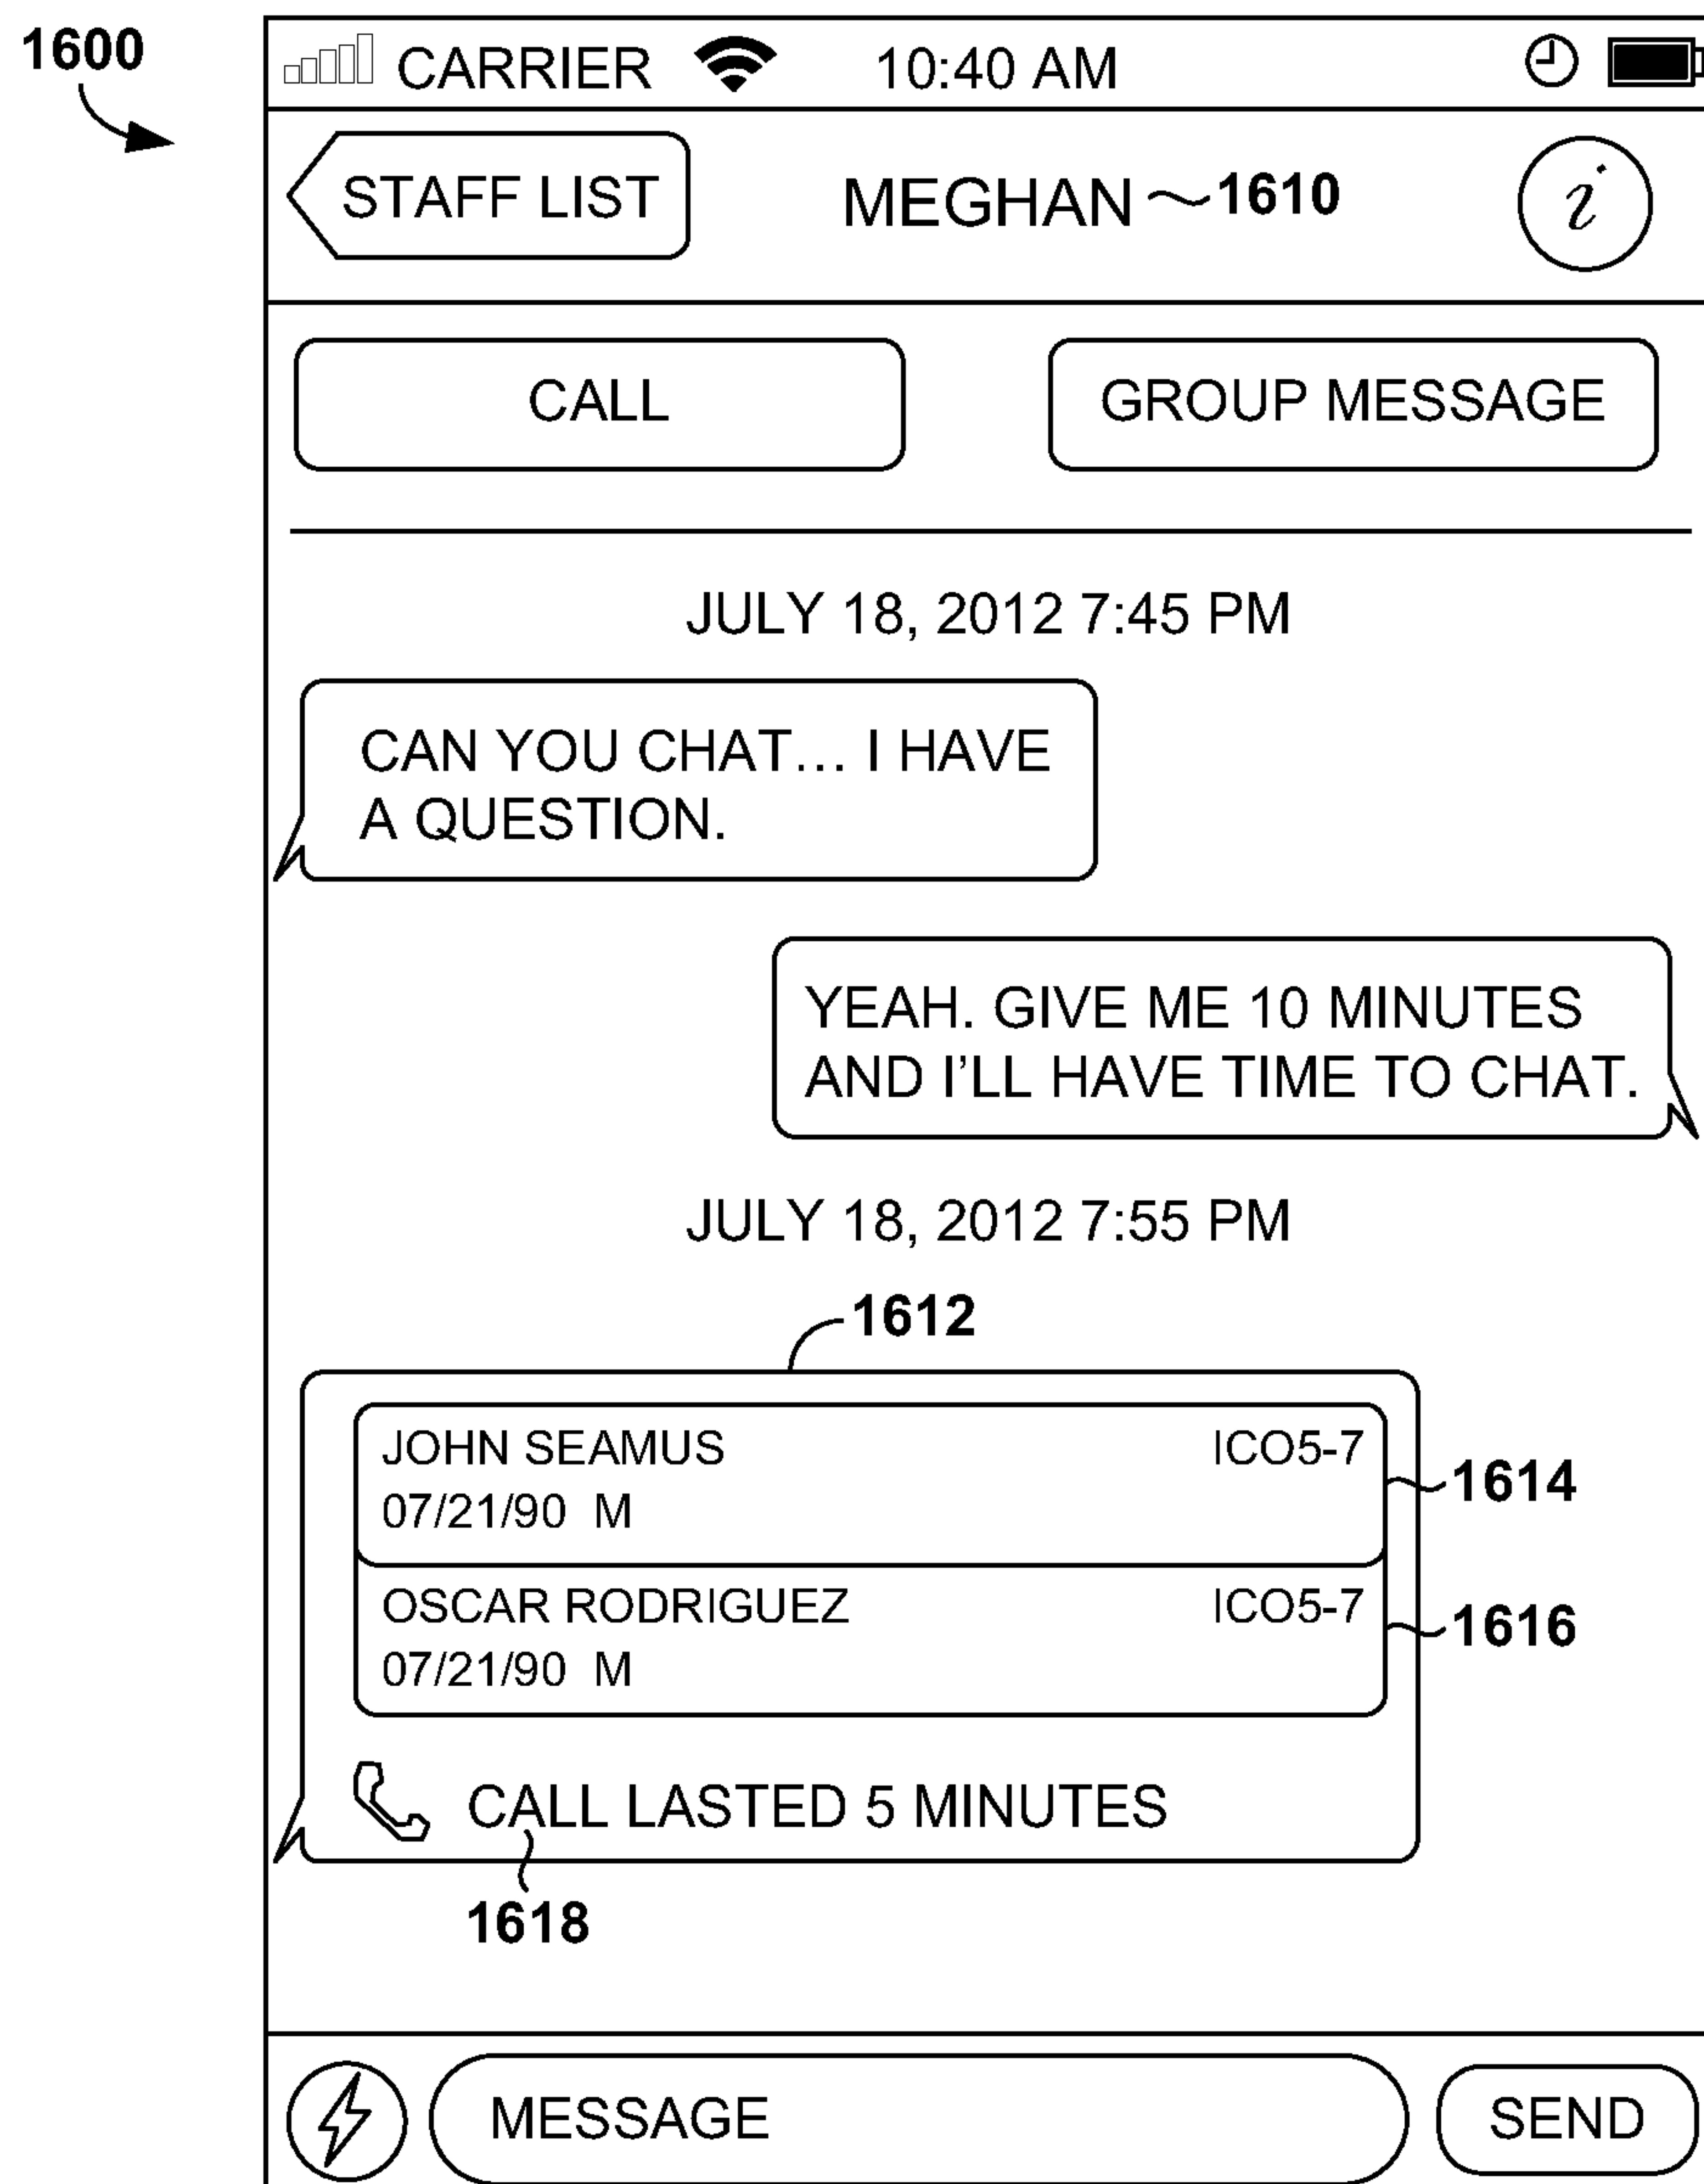 1600
CARRIER 10:40 AM
STAFF LIST MEGHAN 1610 i
CALL GROUP MESSAGE
JULY 18, 2012 7:45 PM
CAN YOU CHAT... I HAVE
A QUESTION.
YEAH. GIVE ME 10 MINUTES
AND I'LL HAVE TIME TO CHAT.
JULY 18, 2012 7:55 PM
1612
JOHN SEAMUS ICO5-7
07/21/90 M
1614
OSCAR RODRIGUEZ ICO5-7
07/21/90 M
1616
CALL LASTED 5 MINUTES
1618
MESSAGE SEND